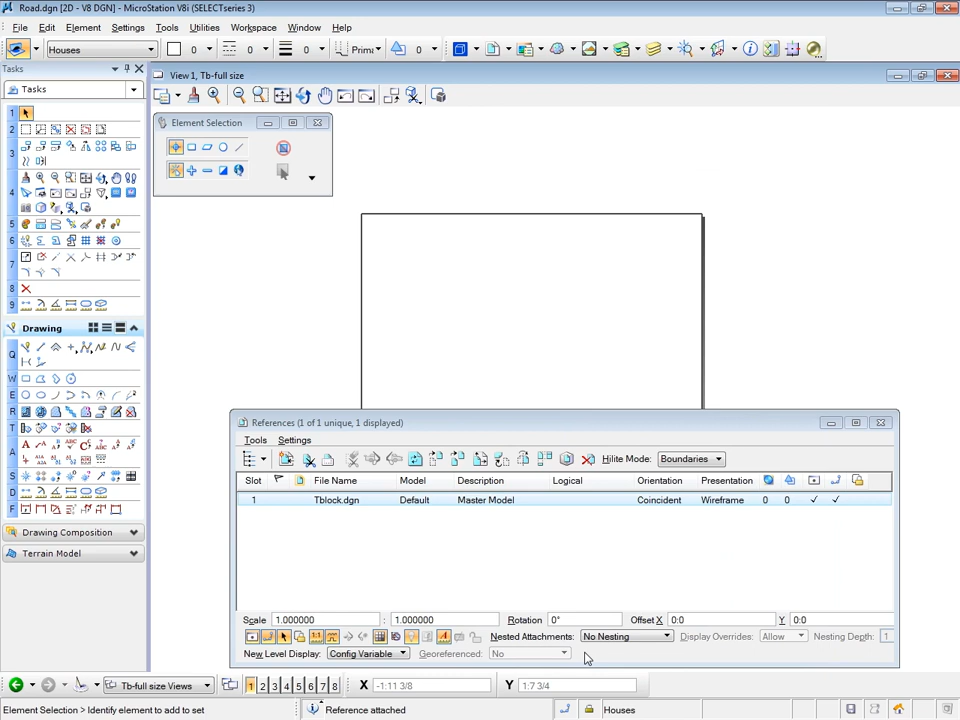 Road.dgn [2D - V8 DGN] - MicroStation V8i (SELECTseries 3)
File Edit Element Settings Tools Utilities Workspace Window Help
Houses 0 0 0 Prima 0
Tasks
View 1, Tb-full size
Tasks
Element Selection
1
2
3
4
5
6
7
8
9
Drawing
Q
W
E
R
T
A
S
D
F
Drawing Composition
Terrain Model
References (1 of 1 unique, 1 displayed)
Tools Settings
Hilite Mode: Boundaries
Slot File Name Model Description Logical Orientation Presentation
1 Tblock.dgn Default Master Model Coincident Wireframe 0 0
Scale 1.000000 : 1.000000 Rotation 0° Offset X 0:0 Y 0:0
1:1 Nested Attachments: No Nesting Display Overrides: Allow Nesting Depth: 1
New Level Display: Config Variable Georeferenced: No
Tb-full size Views 1 2 3 4 5 6 7 8 X -1:11 3/8 Y 1:7 3/4
Element Selection > Identify element to add to set Reference attached Houses